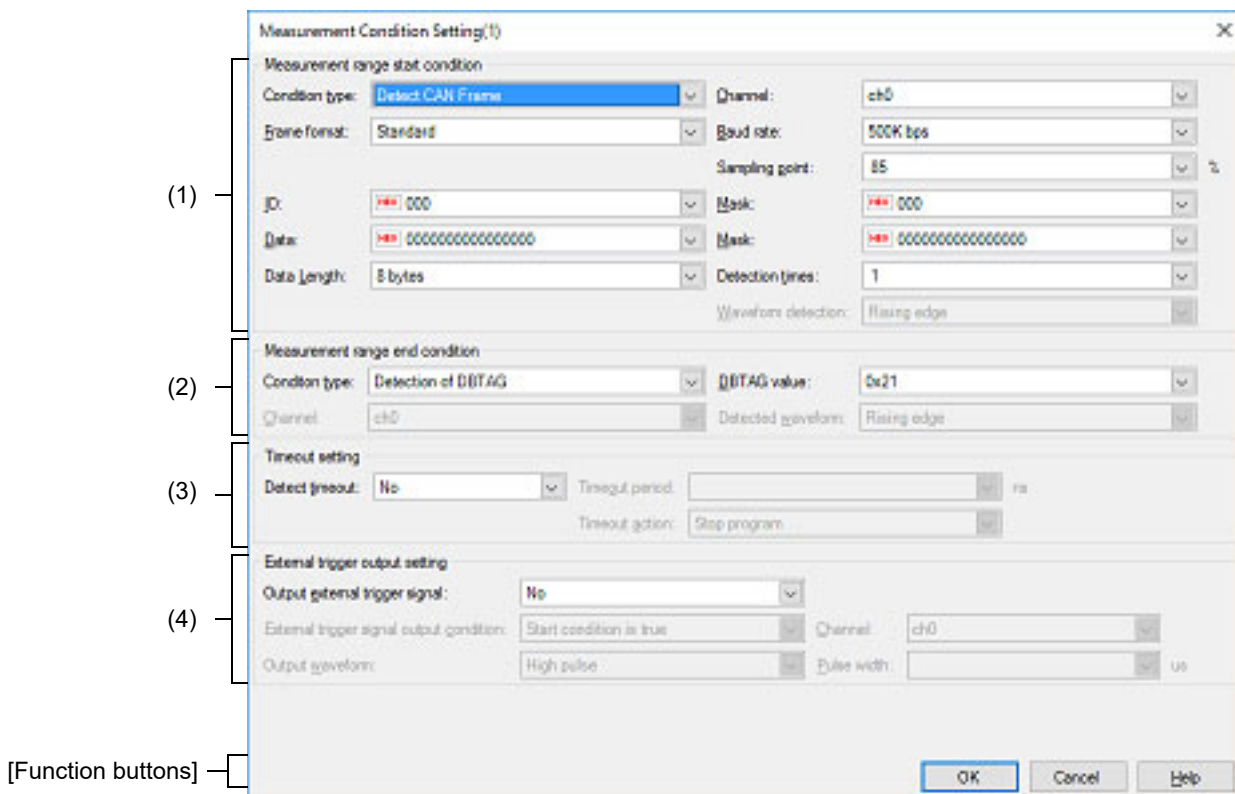 Measurement Condition Setting(1)
Measurement range start condition
Condition type: Detect CAN Frame Channel: ch0
Frame format: Standard Baud rate: 500K bps
Sampling point: 85 %
(1)
ID: HEX 000 Mask: HEX 000
Data: HEX 0000000000000000 Mask: HEX 0000000000000000
Data Length: 8 bytes Detection times: 1
Waveform detection: Rising edge
Measurement range end condition
(2)
Conditon type: Detection of DBTAG DBTAG value: 0x21
Channel: ch0 Detected waveform: Rising edge
Timeout setting
(3) Detect timeout: No Timeout period: ns
Timeout action: Stop program
External trigger output setting
Output external trigger signal: No
(4) External trigger signal output condition: Start condition is true Channel: ch0
Output waveform: High pulse Pulse width: us
[Function buttons] OK Cancel Help